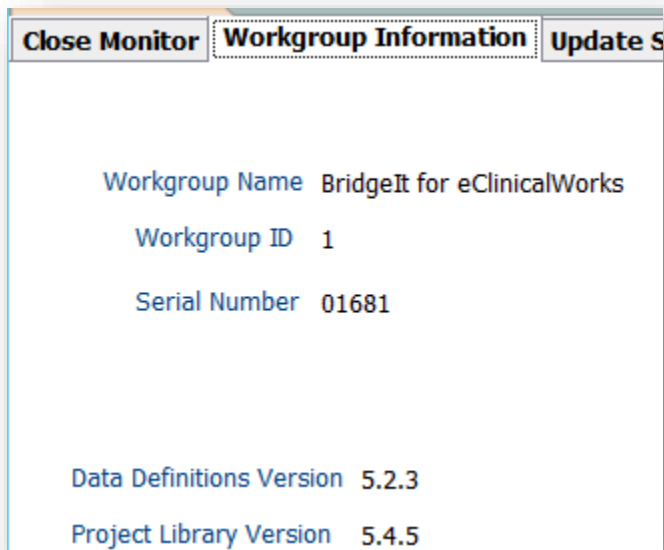 Close Monitor Workgroup Information Update S
Workgroup Name BridgeIt for eClinicalWorks
Workgroup ID 1
Serial Number 01681
Data Definitions Version 5.2.3
Project Library Version 5.4.5